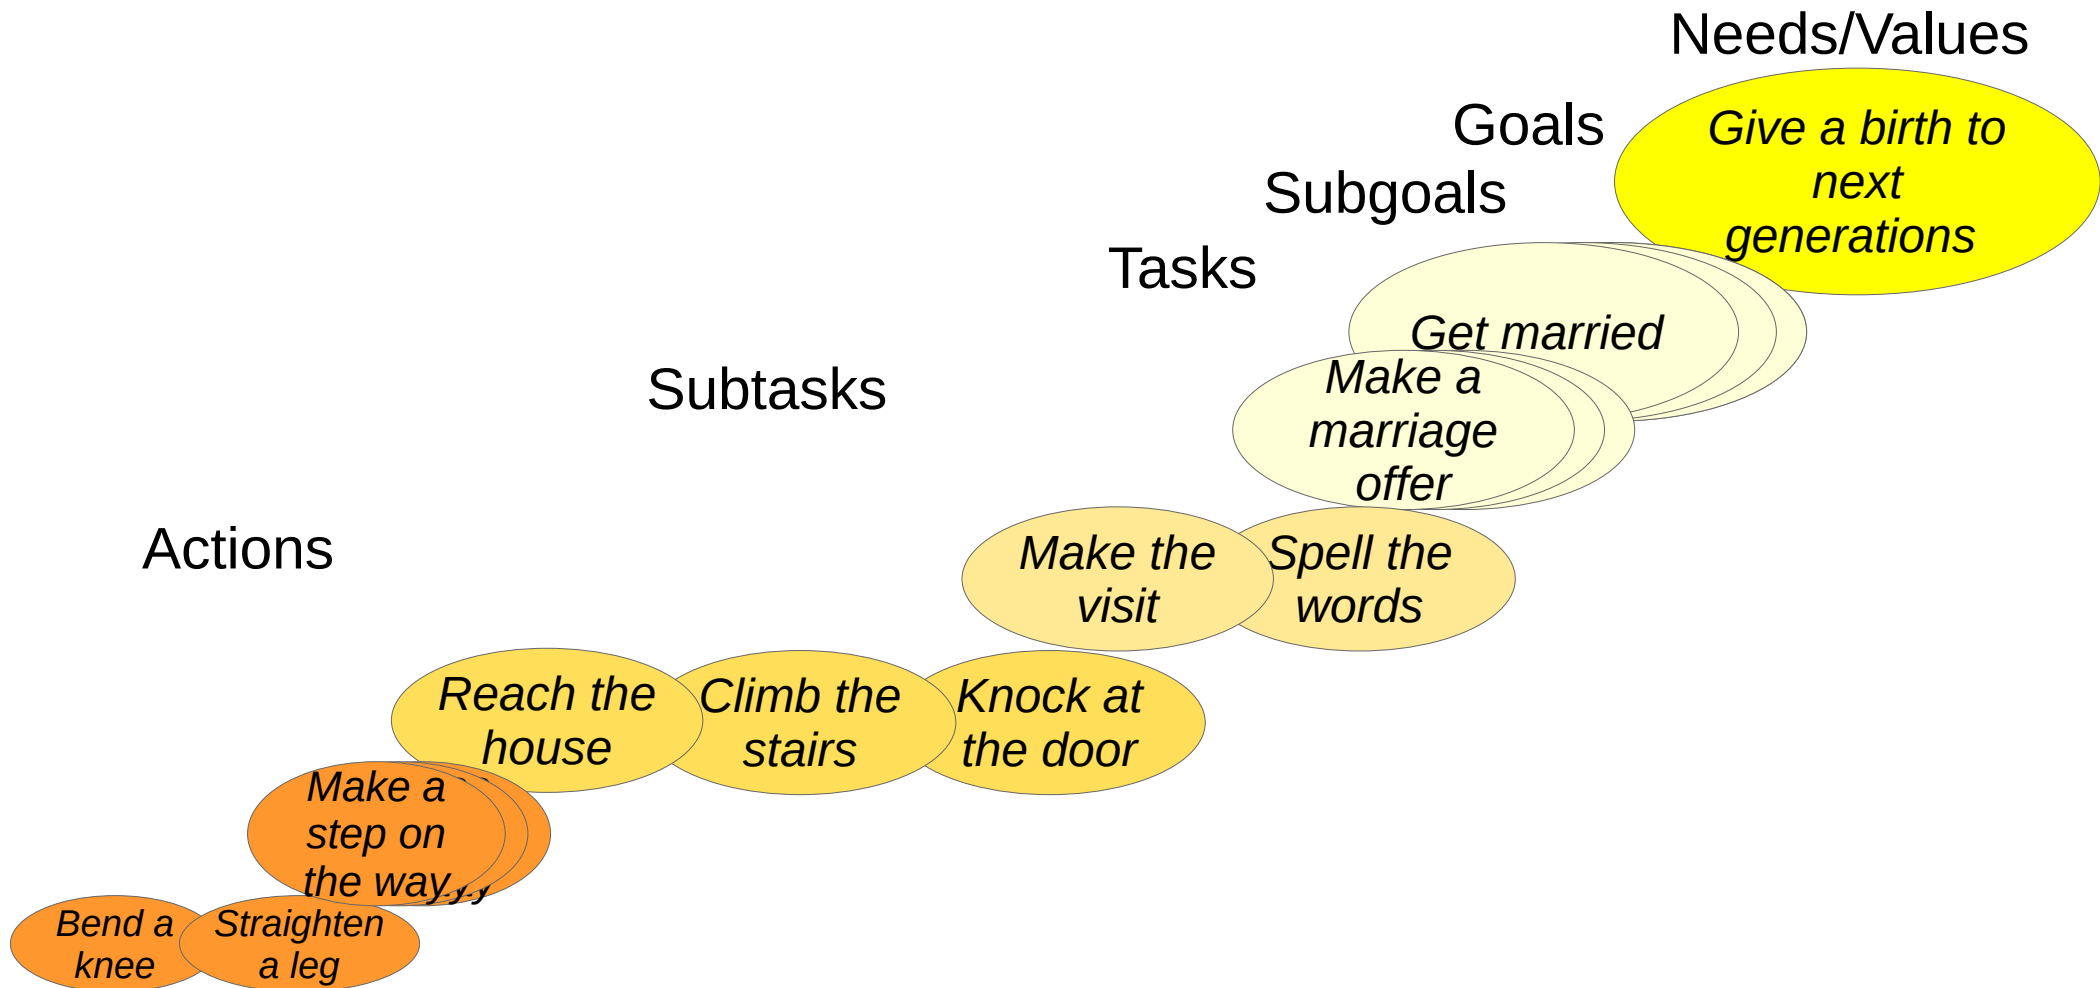 Needs/Values
Goals
Give a birth to
next
generations
Subgoals
Tasks
Get married
Subtasks
Make a
marriage
offer
Actions
Make the
visit
Spell the
words
Reach the
house
Climb the
stairs
Knock at
the door
Make a
step on
the way
Bend a
knee
Straighten
a leg